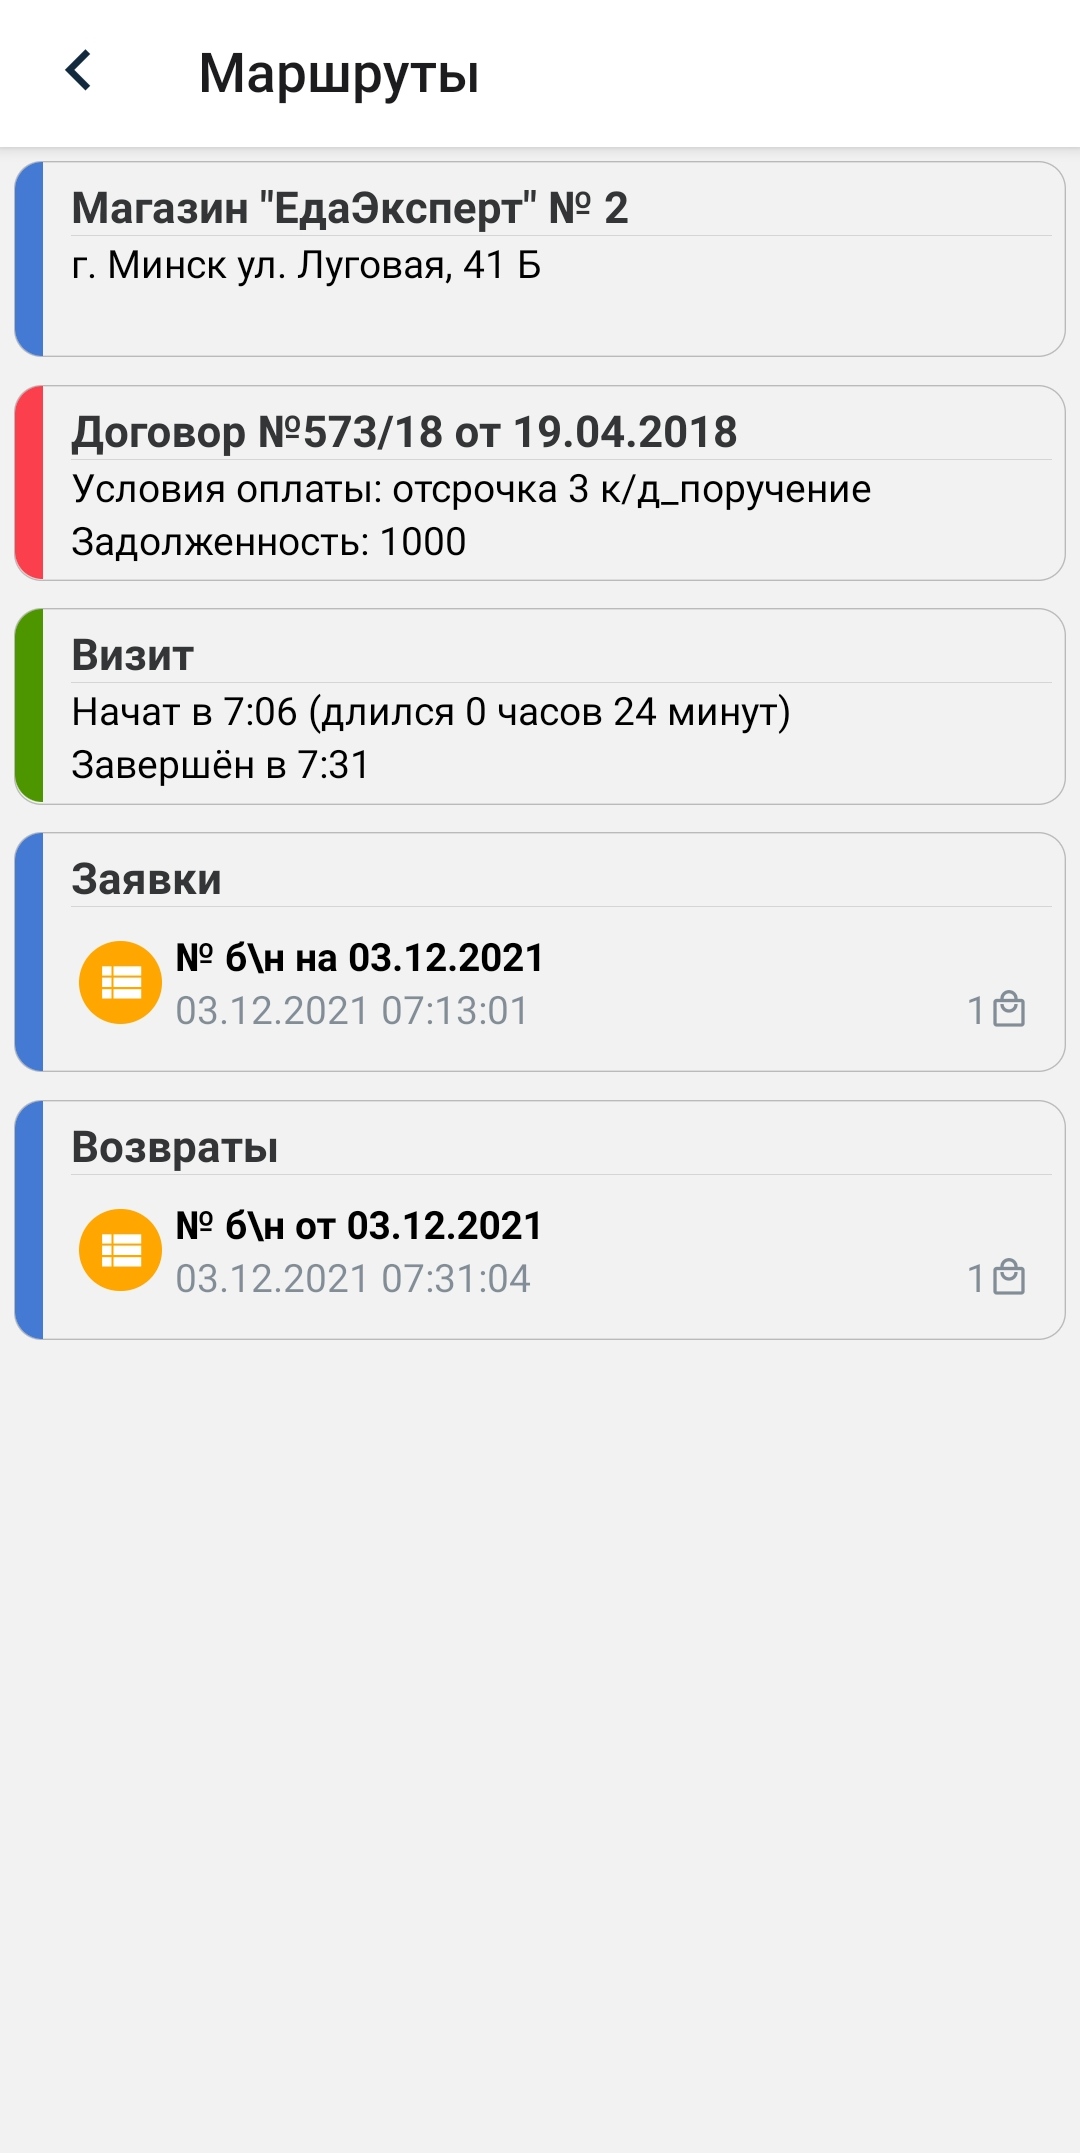 Маршруты
Магазин "ЕдаЭксперт" № 2
г. Минск ул. Луговая, 41 Б
Договор №573/18 от 19.04.2018
Условия оплаты: отсрочка 3 к/д_поручение
Задолженность: 1000
Визит
Начат в 7:06 (длился 0 часов 24 минут)
Завершён в 7:31
Заявки
№ б\н на 03.12.2021
03.12.2021 07:13:01
1
Возвраты
№ б\н от 03.12.2021
03.12.2021 07:31:04
1